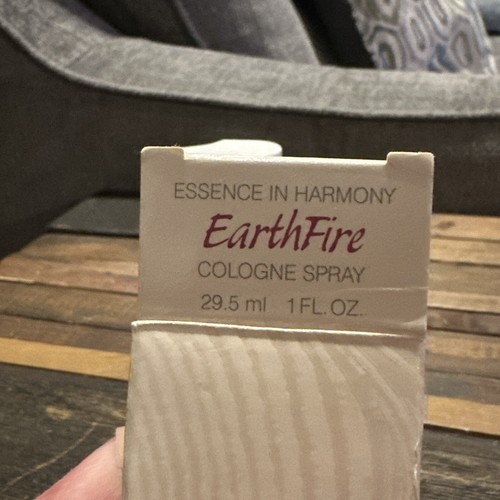 ESSENCE IN HARMONY
EarthFire
COLOGNE SPRAY
29.5 ml 1 FL. OZ.